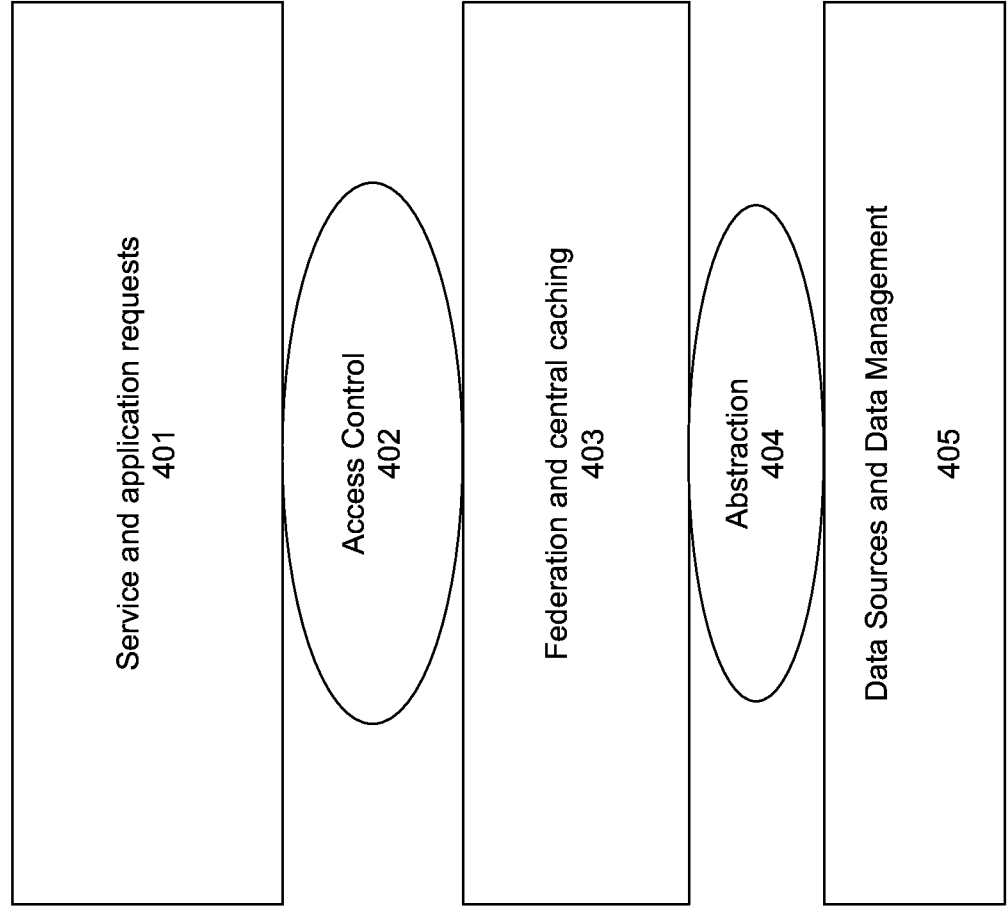 Service and application requests
401
Access Control
402
Federation and central caching
403
Abstraction
404
Data Sources and Data Management
405